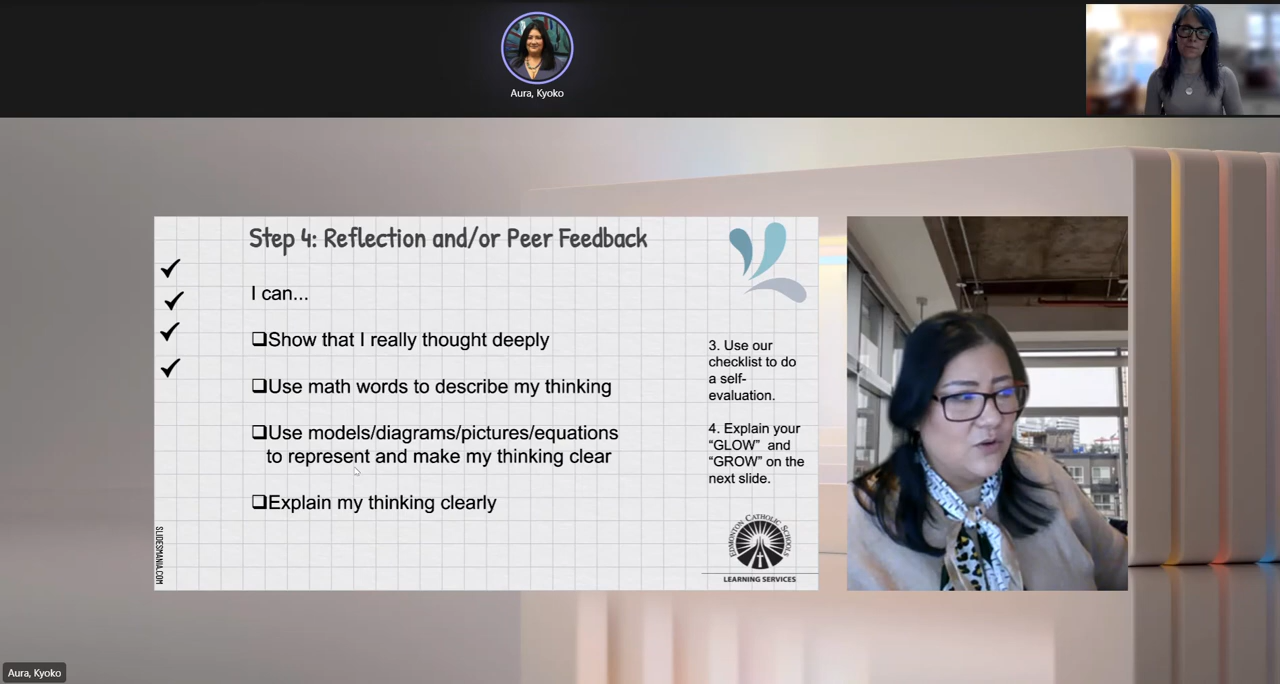 Aura, Kyoko
Step 4: Reflection and/or Peer Feedback
I can...
Show that I really thought deeply
Use math words to describe my thinking
Use models/diagrams/pictures/equations
to represent and make my thinking clear
Explain my thinking clearly
3. Use our
checklist to do
a self-
evaluation.
4. Explain your
“GLOW” and
“GROW” on the
next slide.
EDMONTON CATHOLIC SCHOOLS
LEARNING SERVICES
SLIDESMANIA.COM
Aura, Kyoko